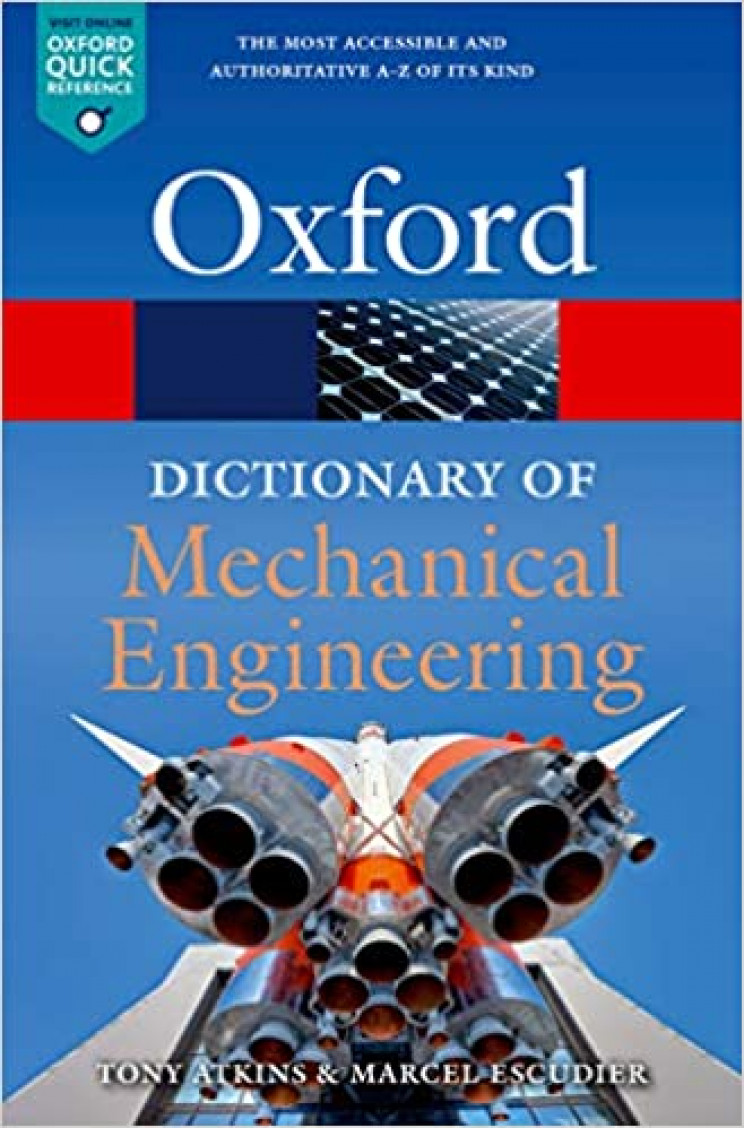 VISIT ONLINE
OXFORD
QUICK
REFERENCE
THE MOST ACCESSIBLE AND
AUTHORITATIVE A–Z OF ITS KIND
Oxford
DICTIONARY OF
Mechanical
Engineering
TONY ATKINS & MARCEL ESCUDIER